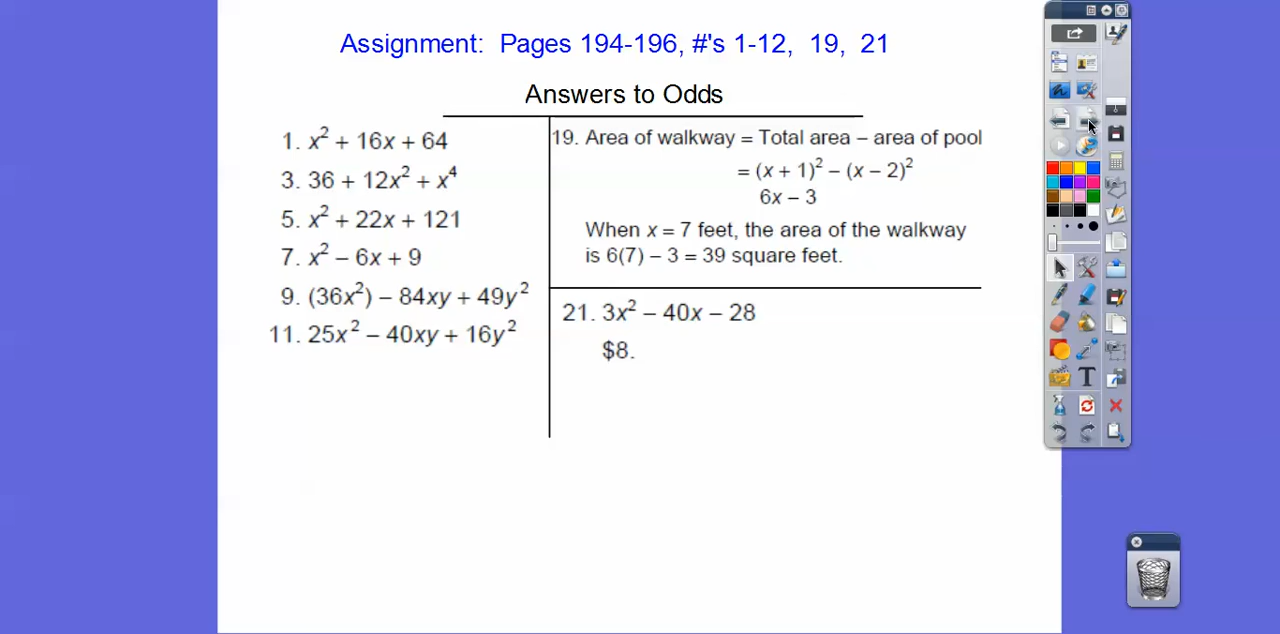 Assignment:  Pages 194-196, #'s 1-12,  19,  21
Answers to Odds
1. x² + 16x + 64
3. 36 + 12x² + x⁴
5. x² + 22x + 121
7. x² – 6x + 9
9. (36x²) – 84xy + 49y²
11. 25x² – 40xy + 16y²
19. Area of walkway = Total area – area of pool
= (x + 1)² – (x – 2)²
6x – 3
When x = 7 feet, the area of the walkway
is 6(7) – 3 = 39 square feet.
21. 3x² – 40x – 28
$8.
T